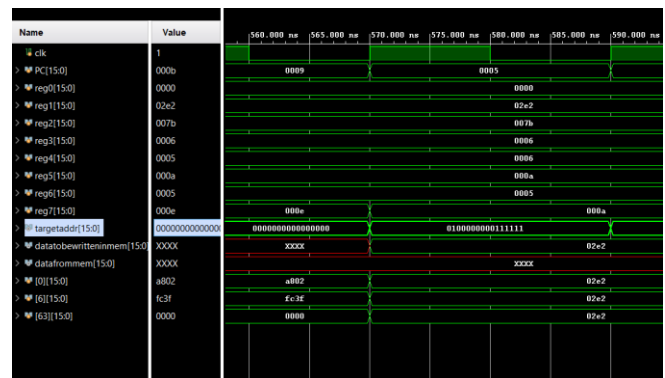 Name Value 560.000 ns 565.000 ns 570.000 ns 575.000 ns 580.000 ns 585.000 ns 590.000 ns
clk 1
PC[15:0] 000b 0009 0005
reg0[15:0] 0000 0000
reg1[15:0] 02e2 02e2
reg2[15:0] 007b 007b
reg3[15:0] 0006 0006
reg4[15:0] 0005 0006
reg5[15:0] 000a 000a
reg6[15:0] 0005 0005
reg7[15:0] 000e 000e 000a
targetaddr[15:0] 00000000000000 0000000000000000 0100000000111111
datatobewritteninmem[15:0] XXXX XXXX 02e2
datafrommem[15:0] XXXX XXXX
[0][15:0] a802 a802 02e2
[6][15:0] fc3f fc3f 02e2
[63][15:0] 0000 0000 02e2